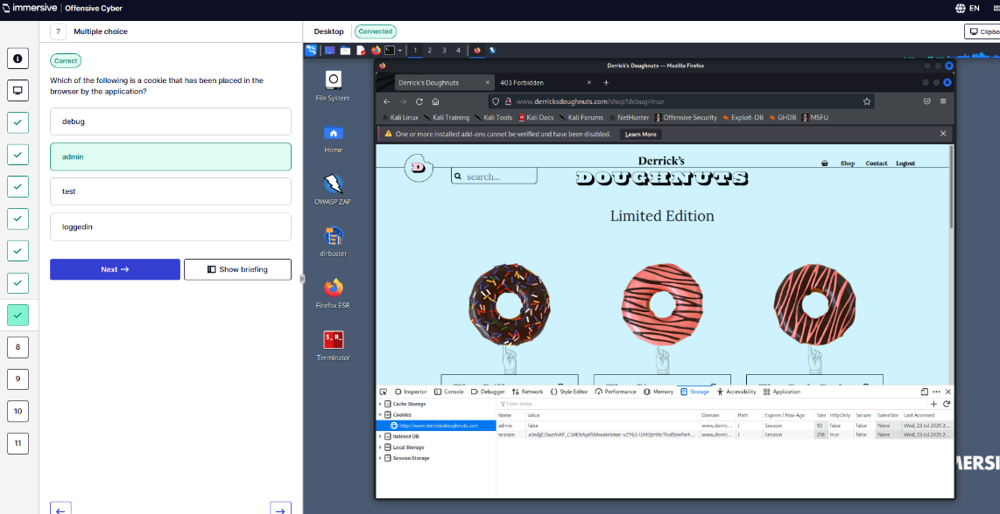 immersive | Offensive Cyber
EN
7 Multiple choice
Correct
Which of the following is a cookie that has been placed in the
browser by the application?
debug
admin
test
loggedin
Next →
Show briefing
8
9
10
11
Desktop
Connected
1 2 3 4
File System
Home
OWASP ZAP
dirbuster
Firefox ESR
Terminator
Derrick's Doughnuts — Mozilla Firefox
Derrick's Doughnuts × 403 Forbidden × +
www.derricksdoughnuts.com/shop?debug=true
Kali Linux Kali Training Kali Tools Kali Docs Kali Forums NetHunter Offensive Security Exploit-DB GHDB MSFU
One or more installed add-ons cannot be verified and have been disabled. Learn More
D
search...
Derrick's
DOUGHNUTS
Shop Contact Logout
Limited Edition
Inspector Console Debugger Network Style Editor Performance Memory Storage Accessibility Application
Cache Storage
Cookies
http://www.derricksdoughnuts.com
Indexed DB
Local Storage
Session Storage
Filter items
Name Value Domain Path Expires / Max-Age Size HttpOnly Secure SameSite Last Accessed
admin false www.derric... / Session 10 false false None Wed, 23 Jul 2025 2...
session www.derric... / Session 218 true false None Wed, 23 Jul 2025 2...